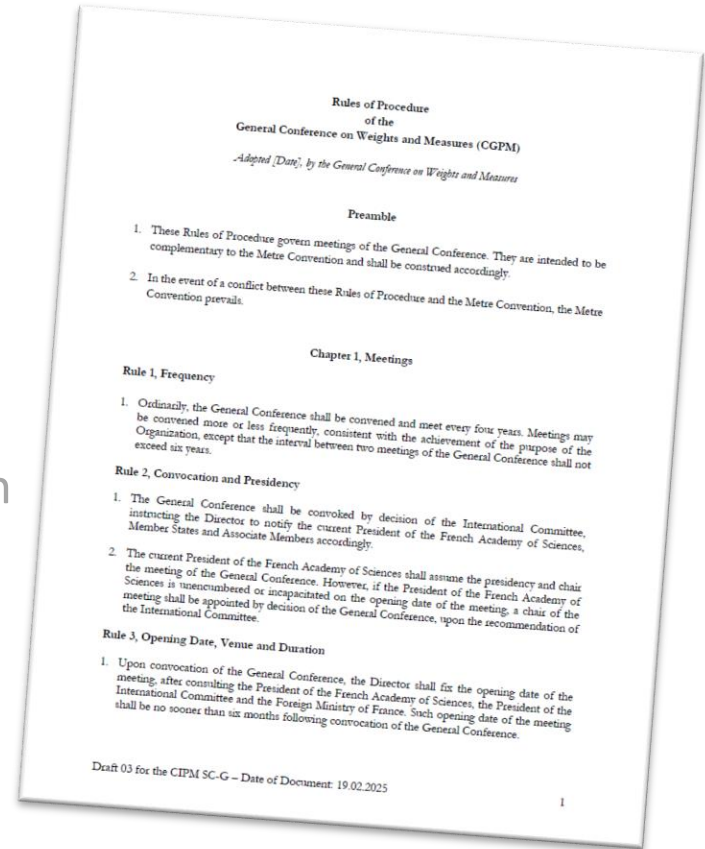 Rules of Procedure
of the
General Conference on Weights and Measures (CGPM)
Adopted [Date], by the General Conference on Weights and Measures
Preamble
1. These Rules of Procedure govern meetings of the General Conference. They are intended to be
complementary to the Metre Convention and shall be construed accordingly.
2. In the event of a conflict between these Rules of Procedure and the Metre Convention, the Metre
Convention prevails.
Chapter 1, Meetings
Rule 1, Frequency
1. Ordinarily, the General Conference shall be convened and meet every four years. Meetings may
be convened more or less frequently, consistent with the achievement of the purpose of the
Organization, except that the interval between two meetings of the General Conference shall not
exceed six years.
Rule 2, Convocation and Presidency
1. The General Conference shall be convoked by decision of the International Committee,
instructing the Director to notify the current President of the French Academy of Sciences,
Member States and Associate Members accordingly.
2. The current President of the French Academy of Sciences shall assume the presidency and chair
the meeting of the General Conference. However, if the President of the French Academy of
Sciences is unencumbered or incapacitated on the opening date of the meeting, a chair of the
meeting shall be appointed by decision of the General Conference, upon the recommendation of
the International Committee.
Rule 3, Opening Date, Venue and Duration
1. Upon convocation of the General Conference, the Director shall fix the opening date of the
meeting, after consulting the President of the French Academy of Sciences, the President of the
International Committee and the Foreign Ministry of France. Such opening date of the meeting
shall be no sooner than six months following convocation of the General Conference.
Draft 03 for the CIPM SC-G – Date of Document: 19.02.2025
1